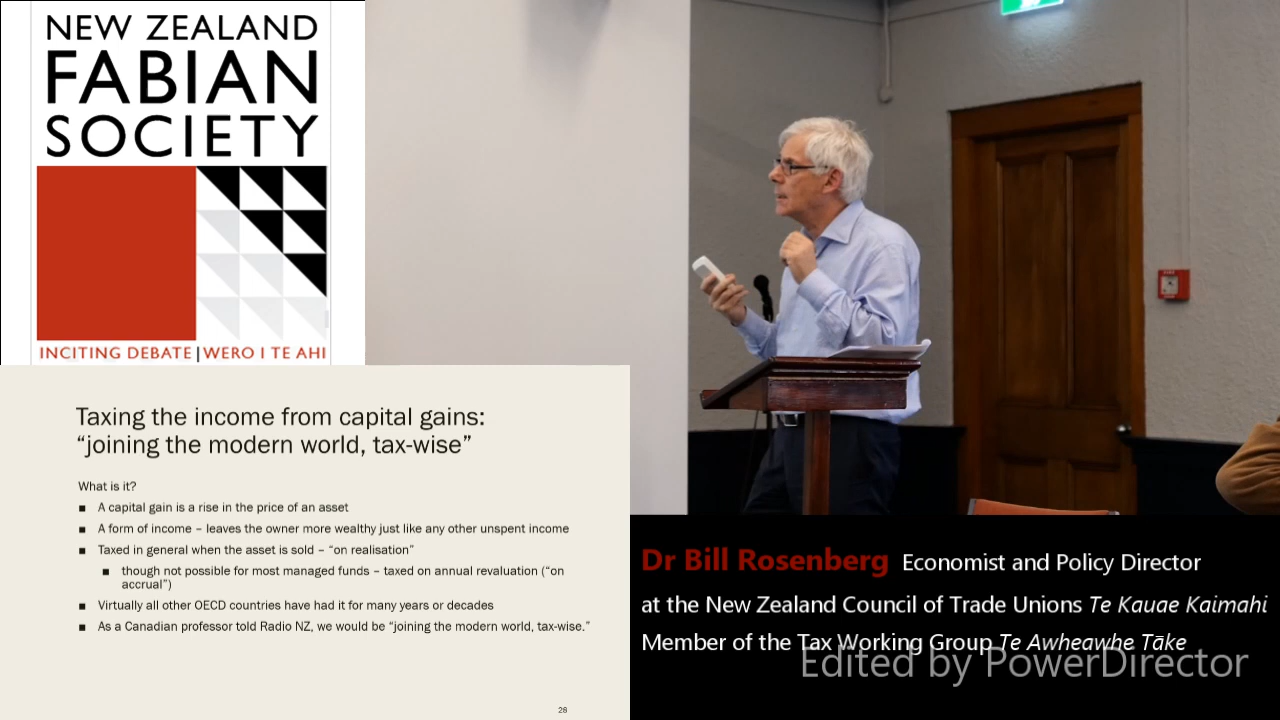 NEW ZEALAND
FABIAN
SOCIETY
INCITING DEBATE | WERO I TE AHI
Taxing the income from capital gains:
“joining the modern world, tax-wise”
What is it?
■ A capital gain is a rise in the price of an asset
■ A form of income – leaves the owner more wealthy just like any other unspent income
■ Taxed in general when the asset is sold – “on realisation”
■ though not possible for most managed funds – taxed on annual revaluation (“on
accrual”)
■ Virtually all other OECD countries have had it for many years or decades
■ As a Canadian professor told Radio NZ, we would be “joining the modern world, tax-wise.”
28
Dr Bill Rosenberg Economist and Policy Director
at the New Zealand Council of Trade Unions Te Kauae Kaimahi
Member of the Tax Working Group Te Awheawhe Tāke
Edited by PowerDirector